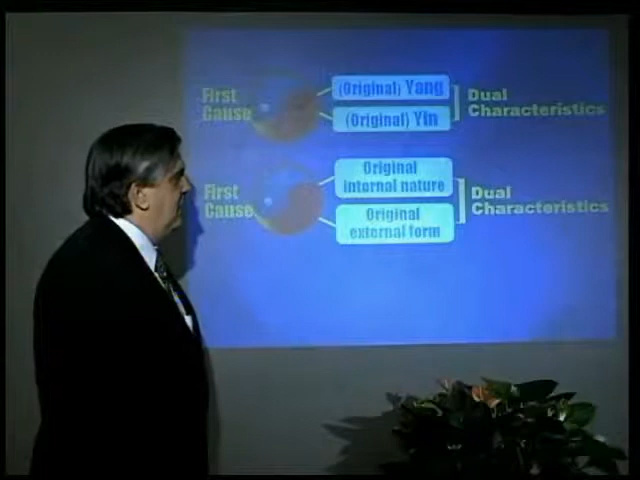 First
Cause
(Original) Yang
(Original) Yin
Dual
Characteristics
First
Cause
Original
internal nature
Original
external form
Dual
Characteristics